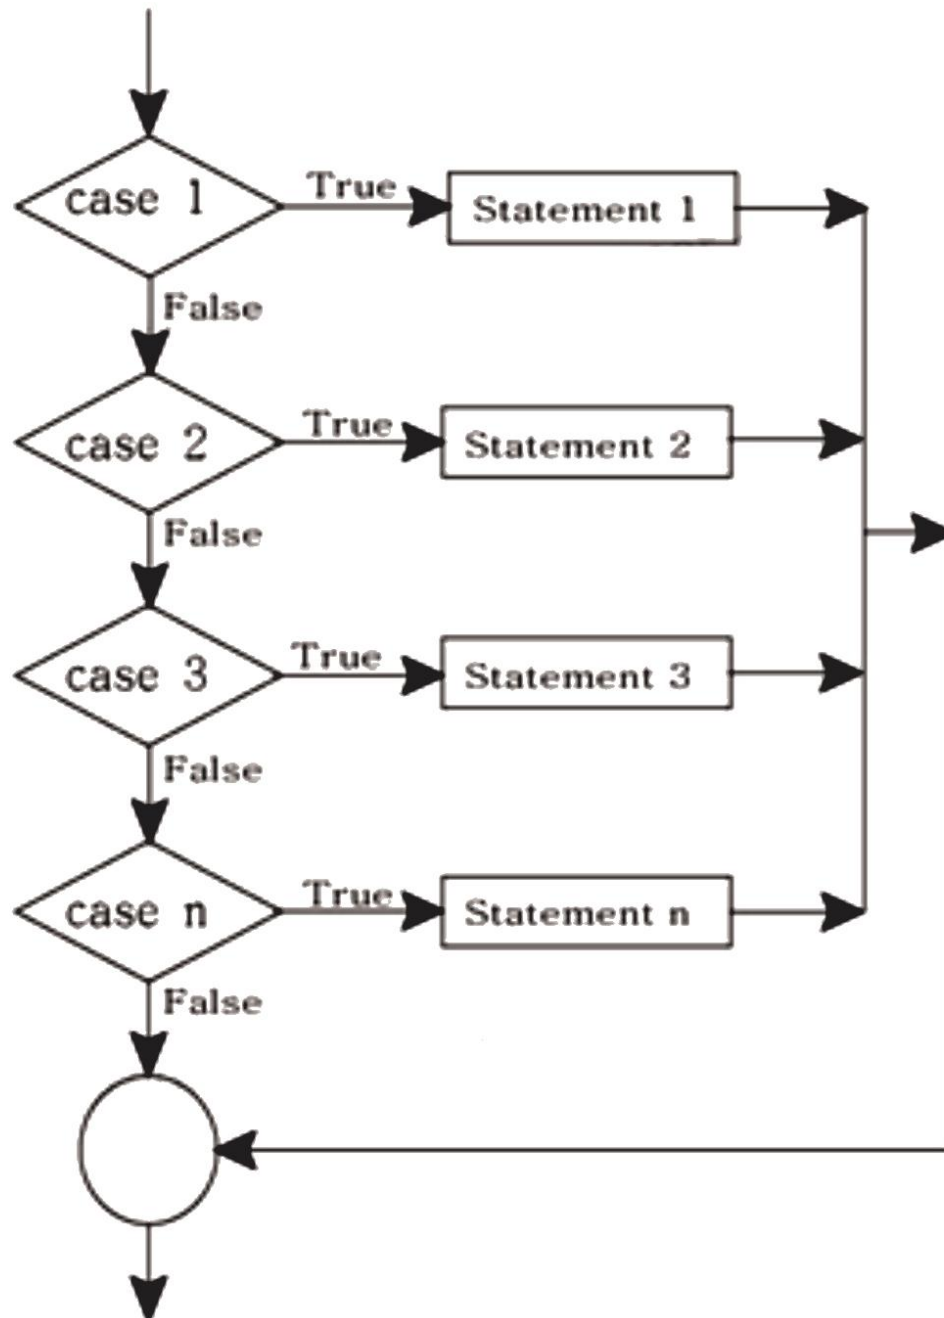 case 1
True
Statement 1
False
case 2
True
Statement 2
False
case 3
True
Statement 3
False
case n
True
Statement n
False